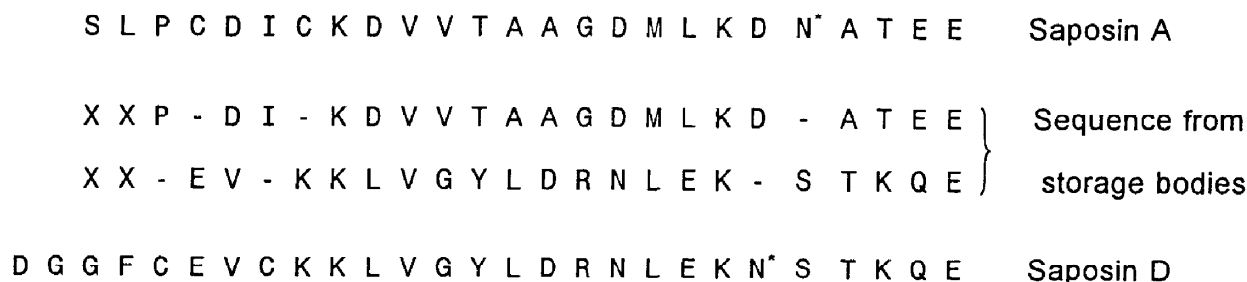 S L P C D I C K D V V T A A G D M L K D N* A T E E Saposin A
X X P - D I - K D V V T A A G D M L K D - A T E E } Sequence from
X X - E V - K K L V G Y L D R N L E K - S T K Q E storage bodies
D G G F C E V C K K L V G Y L D R N L E K N* S T K Q E Saposin D